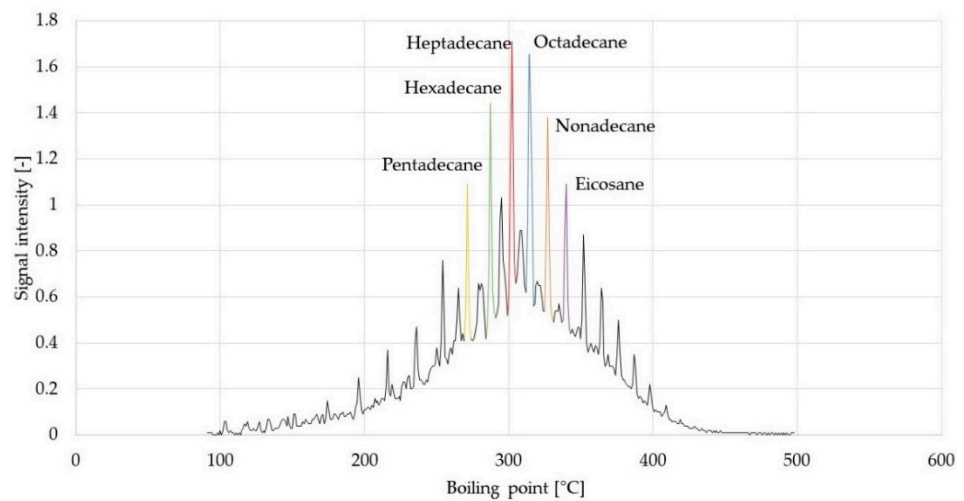 1.8
1.6
1.4
1.2
1
0.8
0.6
0.4
0.2
0
Signal intensity [-]
Heptadecane
Octadecane
Hexadecane
Nonadecane
Pentadecane
Eicosane
0 100 200 300 400 500 600
Boiling point [°C]